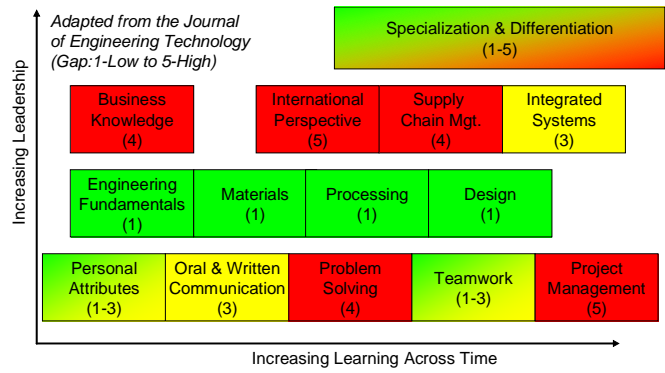 Adapted from the Journal
of Engineering Technology
(Gap:1-Low to 5-High)
Specialization & Differentiation
(1-5)
Business
Knowledge
(4)
International
Perspective
(5)
Supply
Chain Mgt.
(4)
Integrated
Systems
(3)
Engineering
Fundamentals
(1)
Materials
(1)
Processing
(1)
Design
(1)
Personal
Attributes
(1-3)
Oral & Written
Communication
(3)
Problem
Solving
(4)
Teamwork
(1-3)
Project
Management
(5)
Increasing Leadership
Increasing Learning Across Time